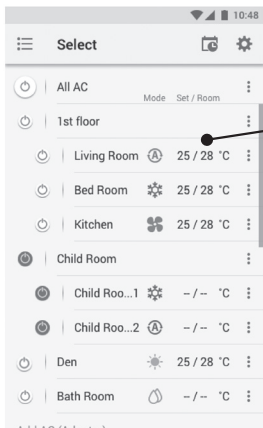 10:48
Select
All AC
Mode Set / Room
1st floor
Living Room A 25 / 28 °C
Bed Room 25 / 28 °C
Kitchen 25 / 28 °C
Child Room
Child Roo...1 -- / -- °C
Child Roo...2 A -- / -- °C
Den 25 / 28 °C
Bath Room -- / -- °C